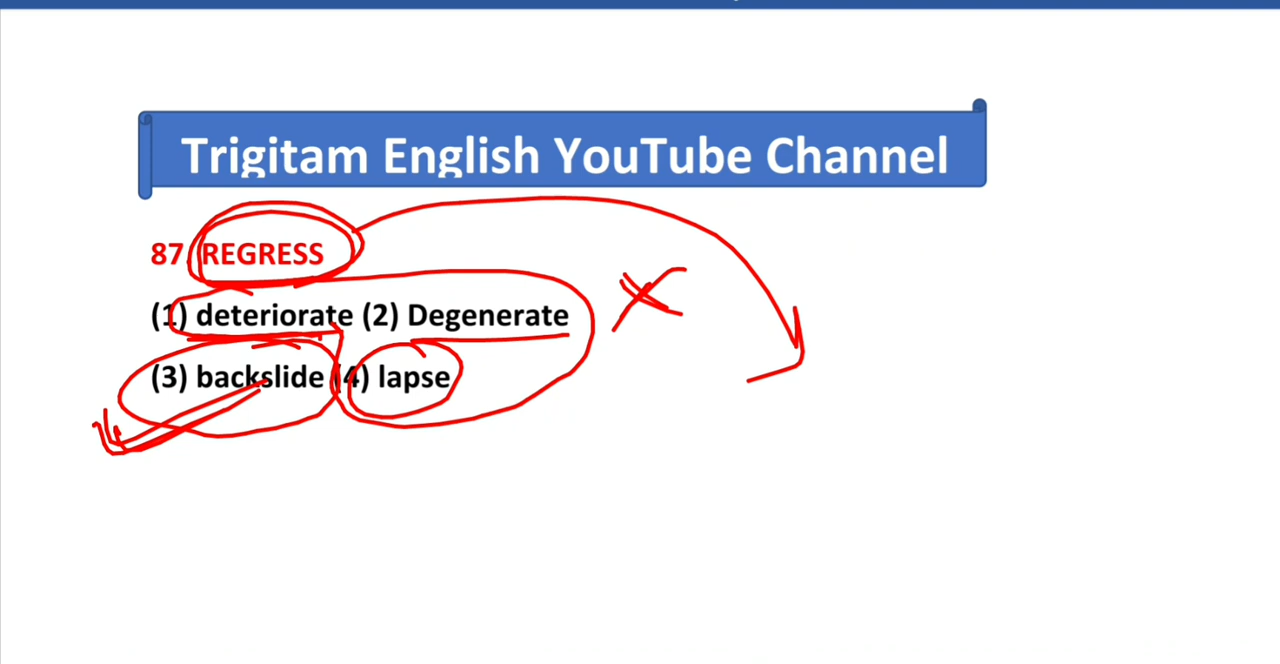 Trigitam English YouTube Channel
87 REGRESS
(1) deteriorate (2) Degenerate
(3) backslide (4) lapse